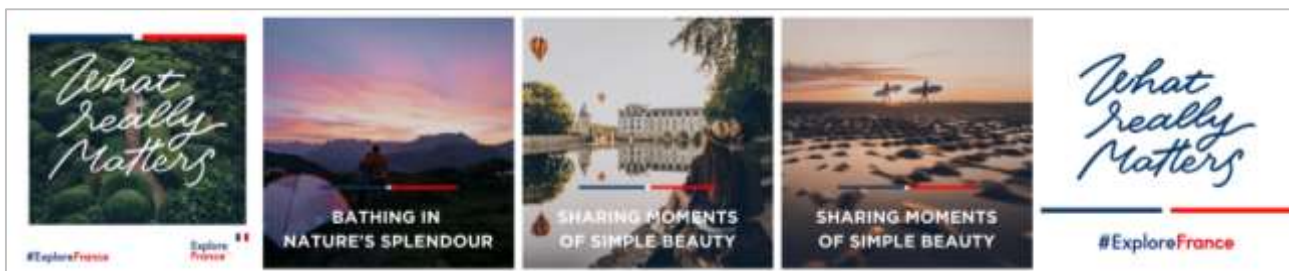 What
really
Matters
#ExploreFrance
Explore
France
BATHING IN
NATURE'S SPLENDOUR
SHARING MOMENTS
OF SIMPLE BEAUTY
SHARING MOMENTS
OF SIMPLE BEAUTY
What
really
Matters
#ExploreFrance